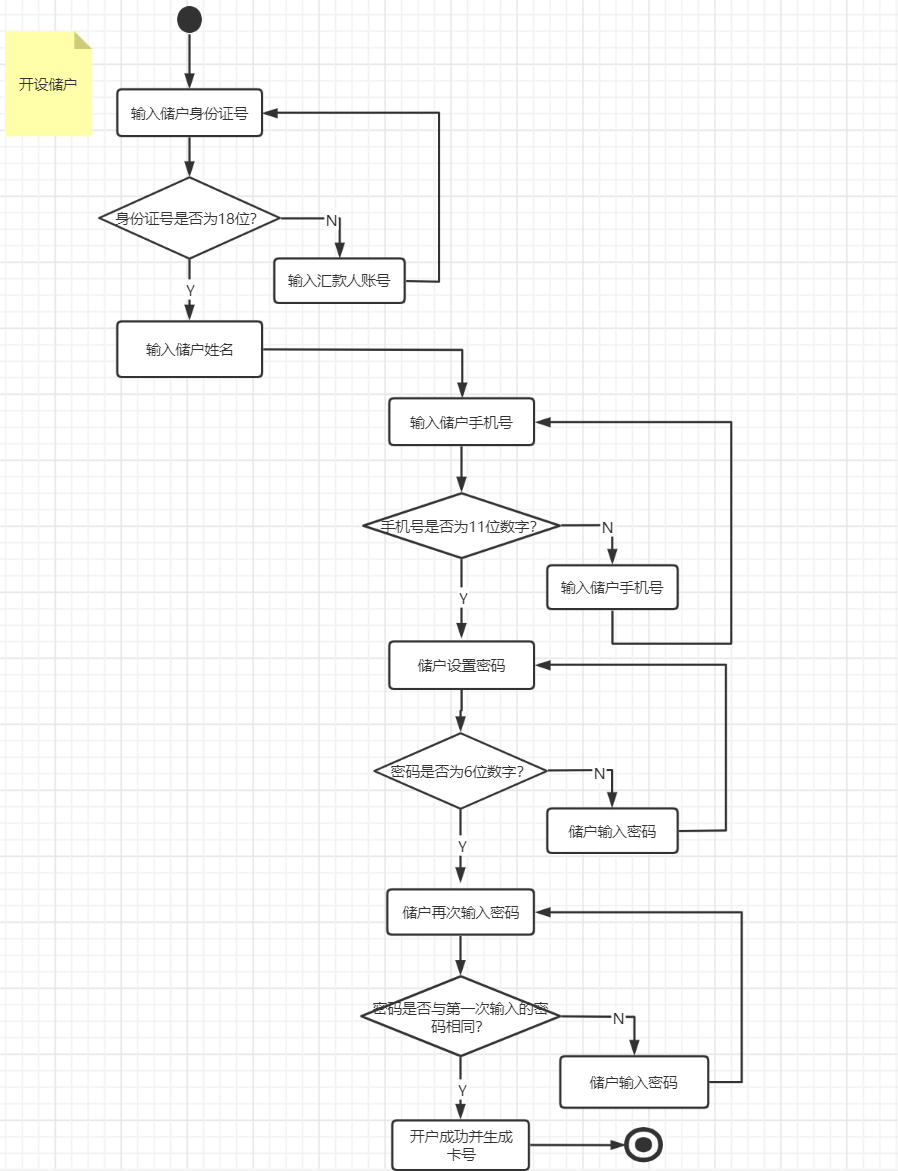 开设储户
输入储户身份证号
身份证号是否为18位？
N
输入汇款人账号
Y
输入储户姓名
输入储户手机号
手机号是否为11位数字？
N
输入储户手机号
Y
储户设置密码
密码是否为6位数字？
N
储户输入密码
Y
储户再次输入密码
密码是否与第一次输入的密
码相同？
N
储户输入密码
Y
开户成功并生成
卡号